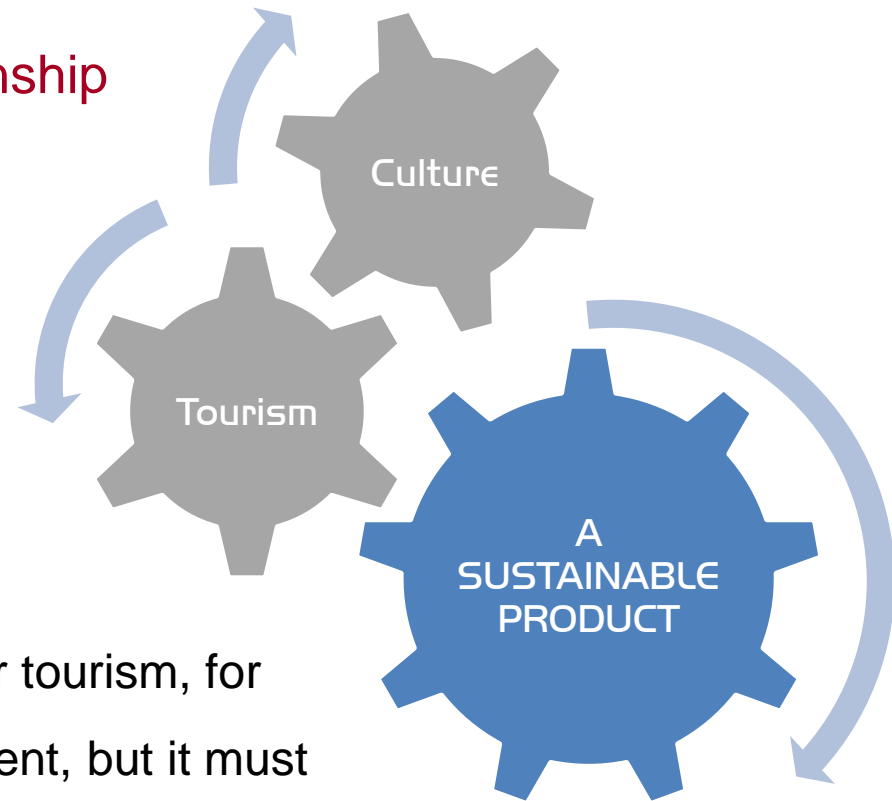 nship
Culture
Tourism
A
SUSTAINABLE
PRODUCT
r tourism, for
ent, but it must